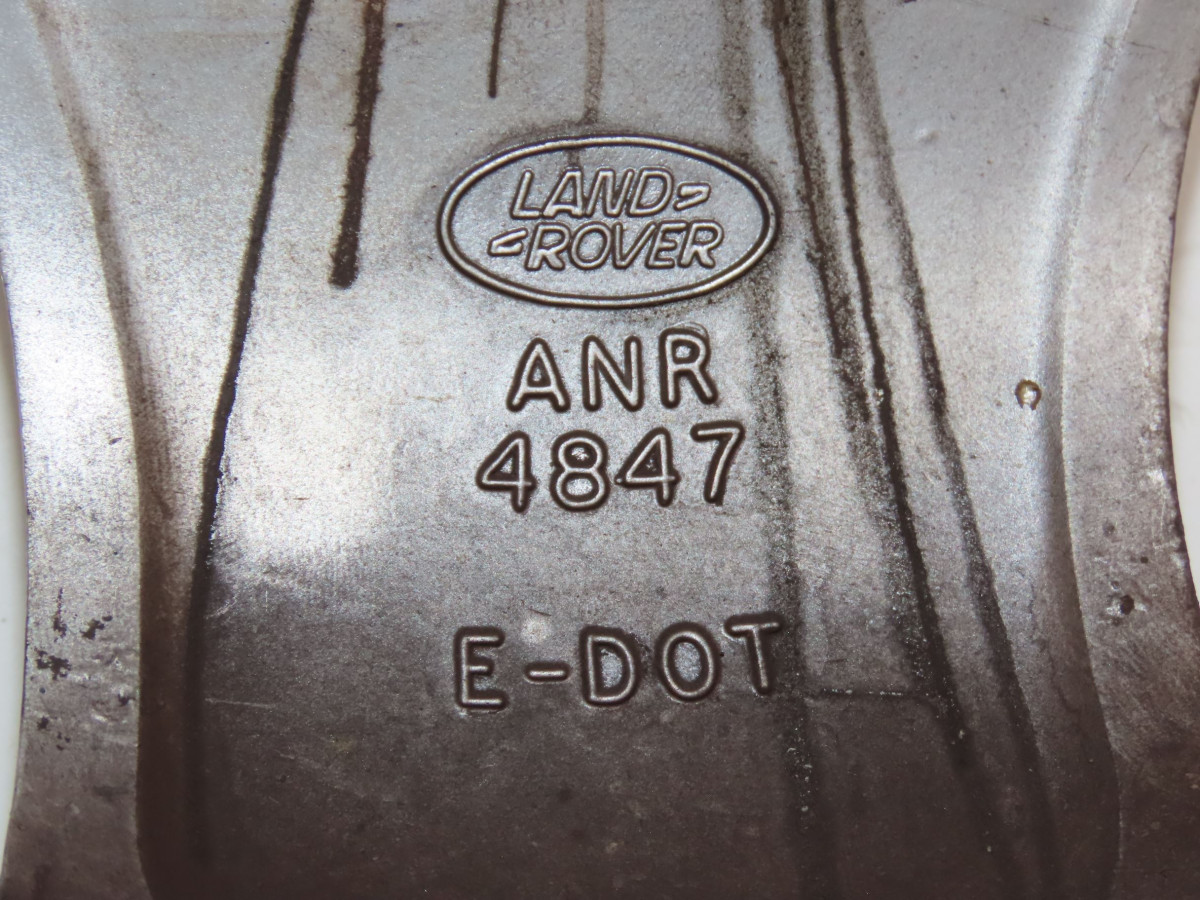 LAND
ROVER
ANR
4847
E-DOT